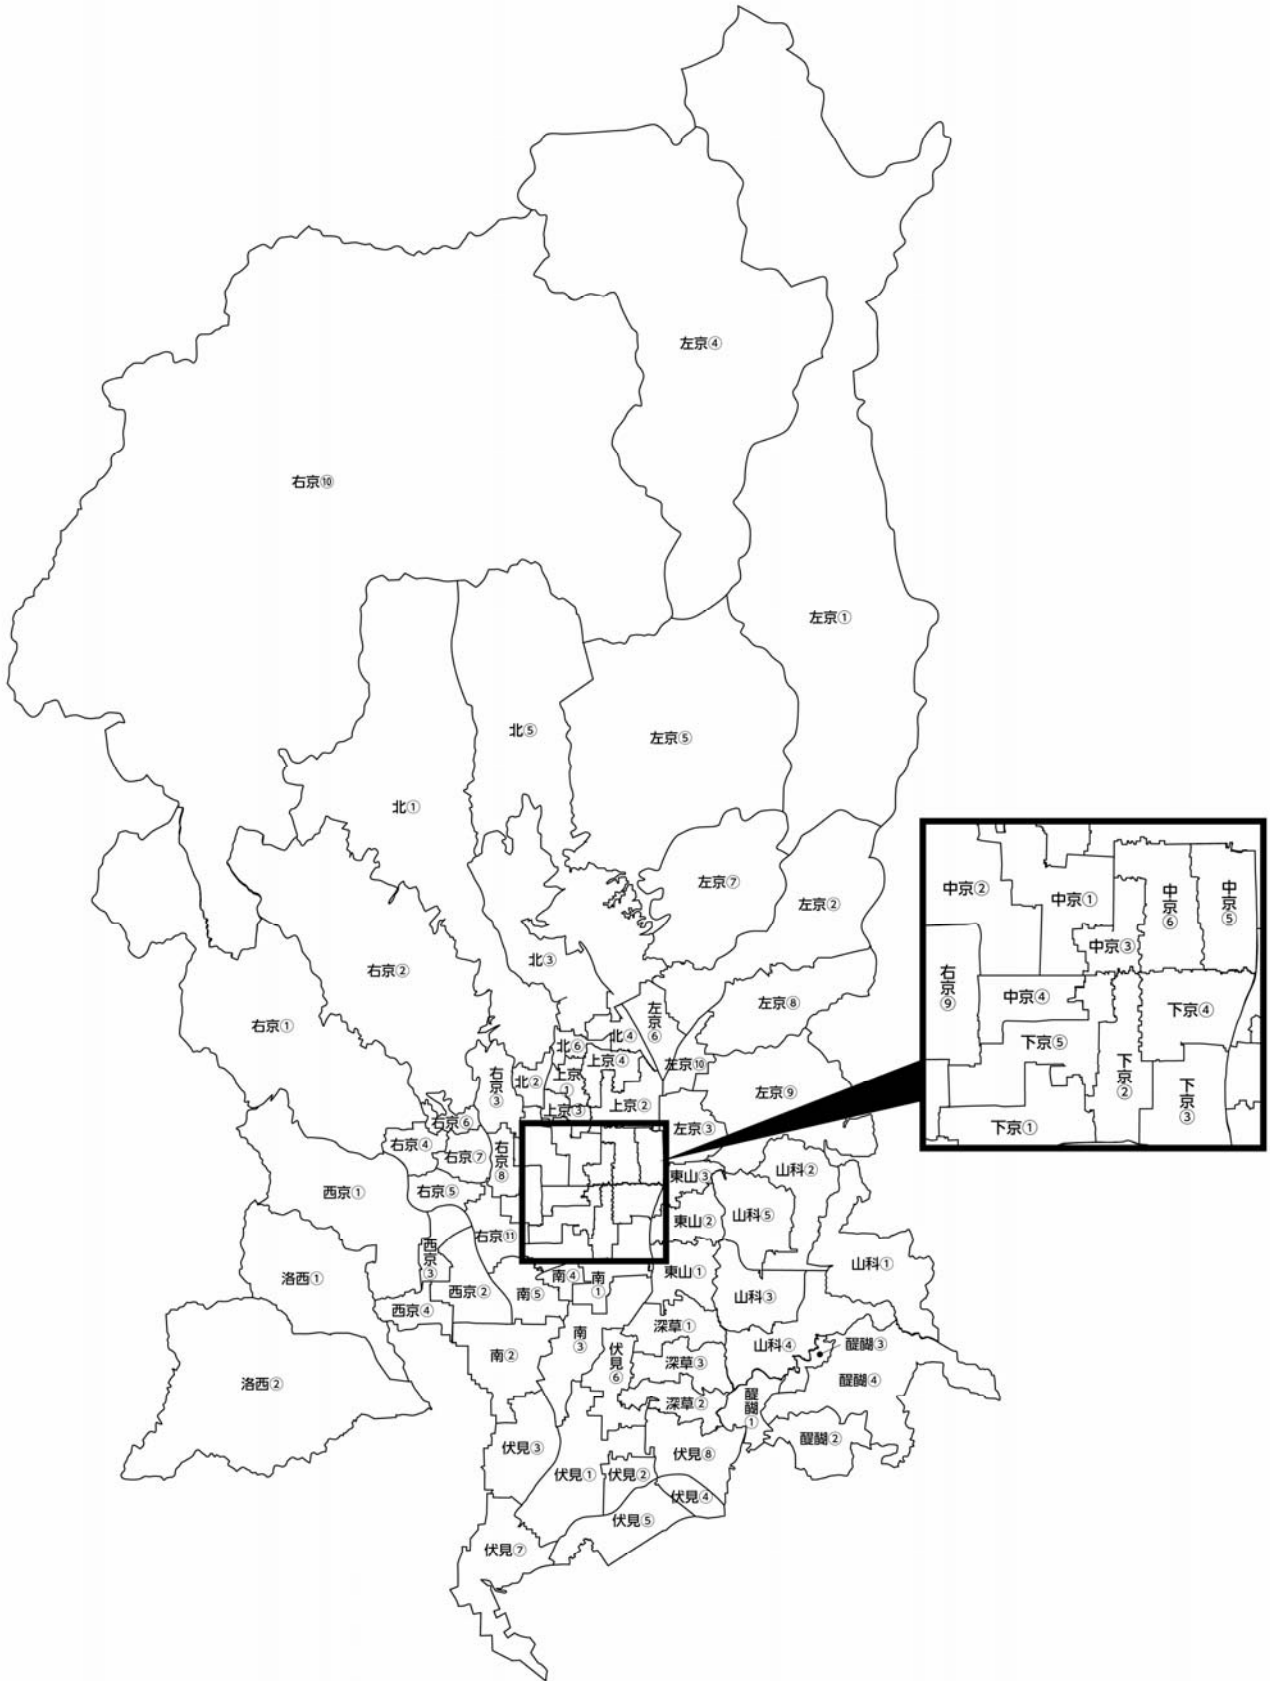 左京④
右京⑩
左京①
北⑤
左京⑤
北①
左京⑦
左京②
北③
右京②
左京⑧
左京⑥
右京①
北④
北⑥
上京④
左京⑩
右京③
北②
上京①
左京⑨
上京③
上京②
右京⑥
左京③
右京④
右京⑦
右京⑧
東山③
山科②
西京①
右京⑤
東山②
山科⑤
右京⑪
西京③
洛西①
南④
南①
東山①
山科①
西京②
南⑤
山科③
西京④
深草①
南③
山科④
醍醐③
南②
伏見⑥
深草③
洛西②
醍醐④
深草②
醍醐①
醍醐②
伏見③
伏見⑧
伏見①
伏見②
伏見④
伏見⑤
伏見⑦
中京②
中京①
中京⑥
中京⑤
中京③
右京⑨
中京④
下京④
下京⑤
下京②
下京③
下京①